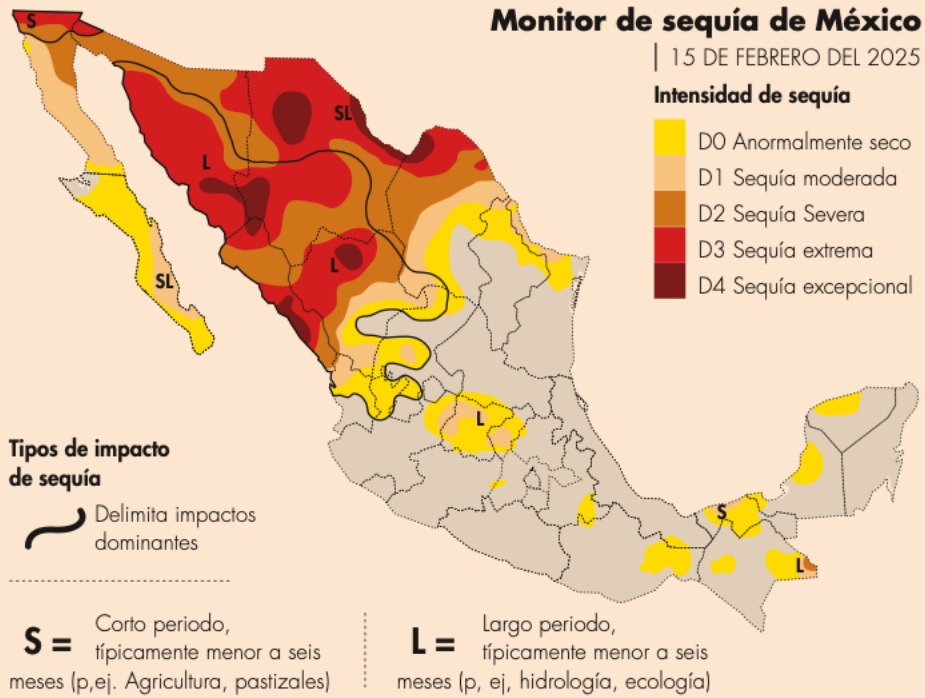 Monitor de sequía de México
| 15 DE FEBRERO DEL 2025
Intensidad de sequía
D0 Anormalmente seco
D1 Sequía moderada
D2 Sequía Severa
D3 Sequía extrema
D4 Sequía excepcional
S
SL
L
L
SL
L
S
L
Tipos de impacto
de sequía
Delimita impactos
dominantes
S = Corto periodo,
típicamente menor a seis
meses (p,ej. Agricultura, pastizales)
L = Largo periodo,
típicamente menor a seis
meses (p, ej, hidrología, ecología)